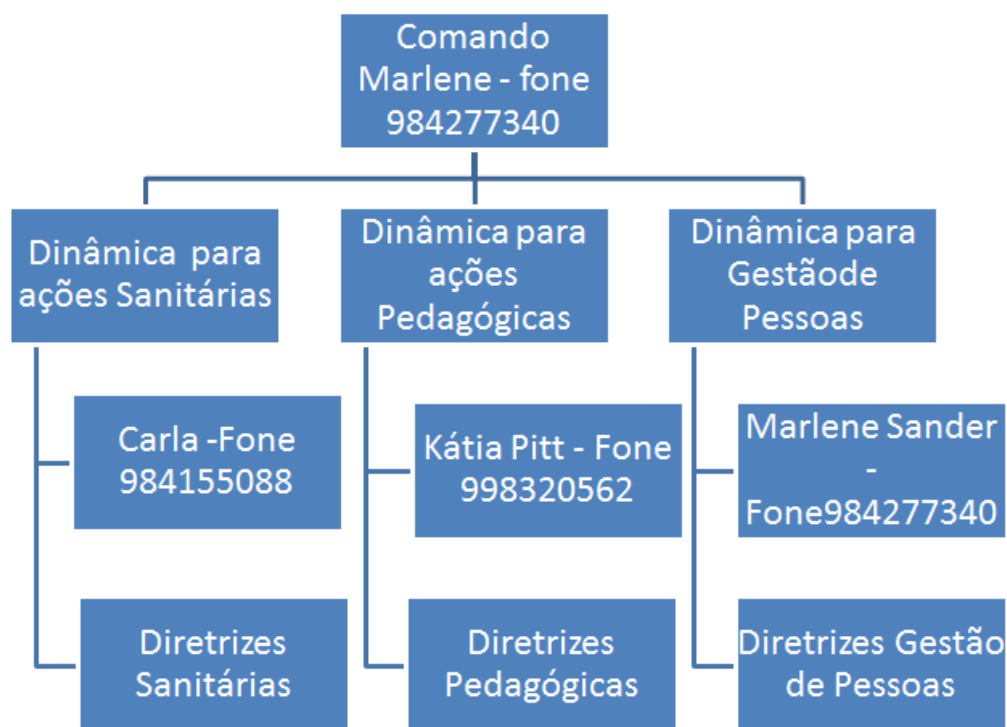 Comando
Marlene - fone
984277340
Dinâmica para
ações Sanitárias
Dinâmica para
ações
Pedagógicas
Dinâmica para
Gestãode
Pessoas
Carla -Fone
984155088
Kátia Pitt - Fone
998320562
Marlene Sander
-
Fone984277340
Diretrizes
Sanitárias
Diretrizes
Pedagógicas
Diretrizes Gestão
de Pessoas